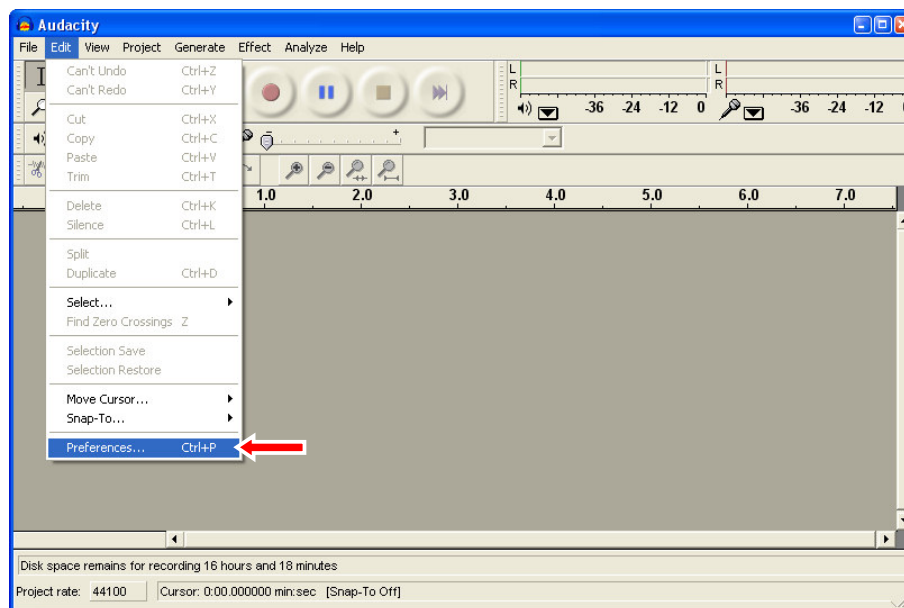 Audacity
File Edit View Project Generate Effect Analyze Help
Can't Undo Ctrl+Z
Can't Redo Ctrl+Y
Cut Ctrl+X
Copy Ctrl+C
Paste Ctrl+V
Trim Ctrl+T
Delete Ctrl+K
Silence Ctrl+L
Split
Duplicate Ctrl+D
Select...
Find Zero Crossings Z
Selection Save
Selection Restore
Move Cursor...
Snap-To...
Preferences... Ctrl+P
L
R
-36 -24 -12 0
L
R
-36 -24 -12
- +
1.0 2.0 3.0 4.0 5.0 6.0 7.0
Disk space remains for recording 16 hours and 18 minutes
Project rate: 44100 Cursor: 0:00.000000 min:sec [Snap-To Off]